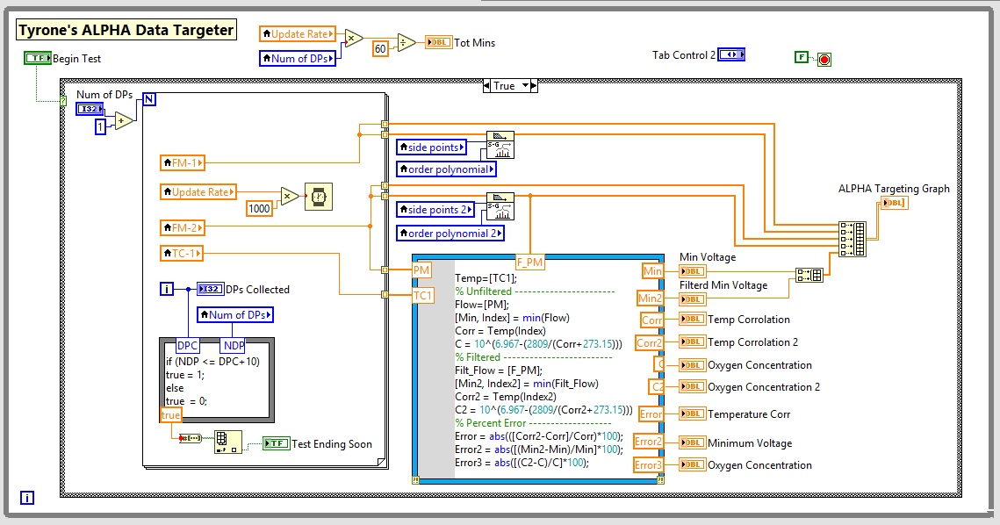 Tyrone's ALPHA Data Targeter
Update Rate
Num of DPs
60
DBL
Tot Mins
TF
Begin Test
Tab Control 2
F
True
Num of DPs
I32
1
N
FM-1
Update Rate
1000
FM-2
TC-1
i
I32
DPs Collected
Num of DPs
DPC
NDP
if (NDP <= DPC+10)
true = 1;
else
true = 0;
true
TF
Test Ending Soon
side points
S-G
order polynomial
side points 2
S-G
order polynomial 2
PM
TC1
F_PM
Temp=[TC1];
% Unfiltered -----------------------
Flow=[PM];
[Min, Index] = min(Flow)
Corr = Temp(Index)
C = 10^(6.967-(2809/(Corr+273.15)))
% Filtered -------------------------
Filt_Flow = [F_PM];
[Min2, Index2] = min(Filt_Flow)
Corr2 = Temp(Index2)
C2 = 10^(6.967-(2809/(Corr2+273.15)))
% Percent Error -------------------
Error = abs(([Corr2-Corr)/Corr)*100);
Error2 = abs([(Min2-Min)/Min]*100);
Error3 = abs([(C2-C)/C]*100);
Min
Min2
Corr
Corr2
C
C2
Error
Error2
Error3
Min Voltage
DBL
Filterd Min Voltage
DBL
DBL
Temp Corrolation
DBL
Temp Corrolation 2
DBL
Oxygen Concentration
DBL
Oxygen Concentration 2
DBL
Temperature Corr
DBL
Minimum Voltage
DBL
Oxygen Concentration
ALPHA Targeting Graph
DBL]
i